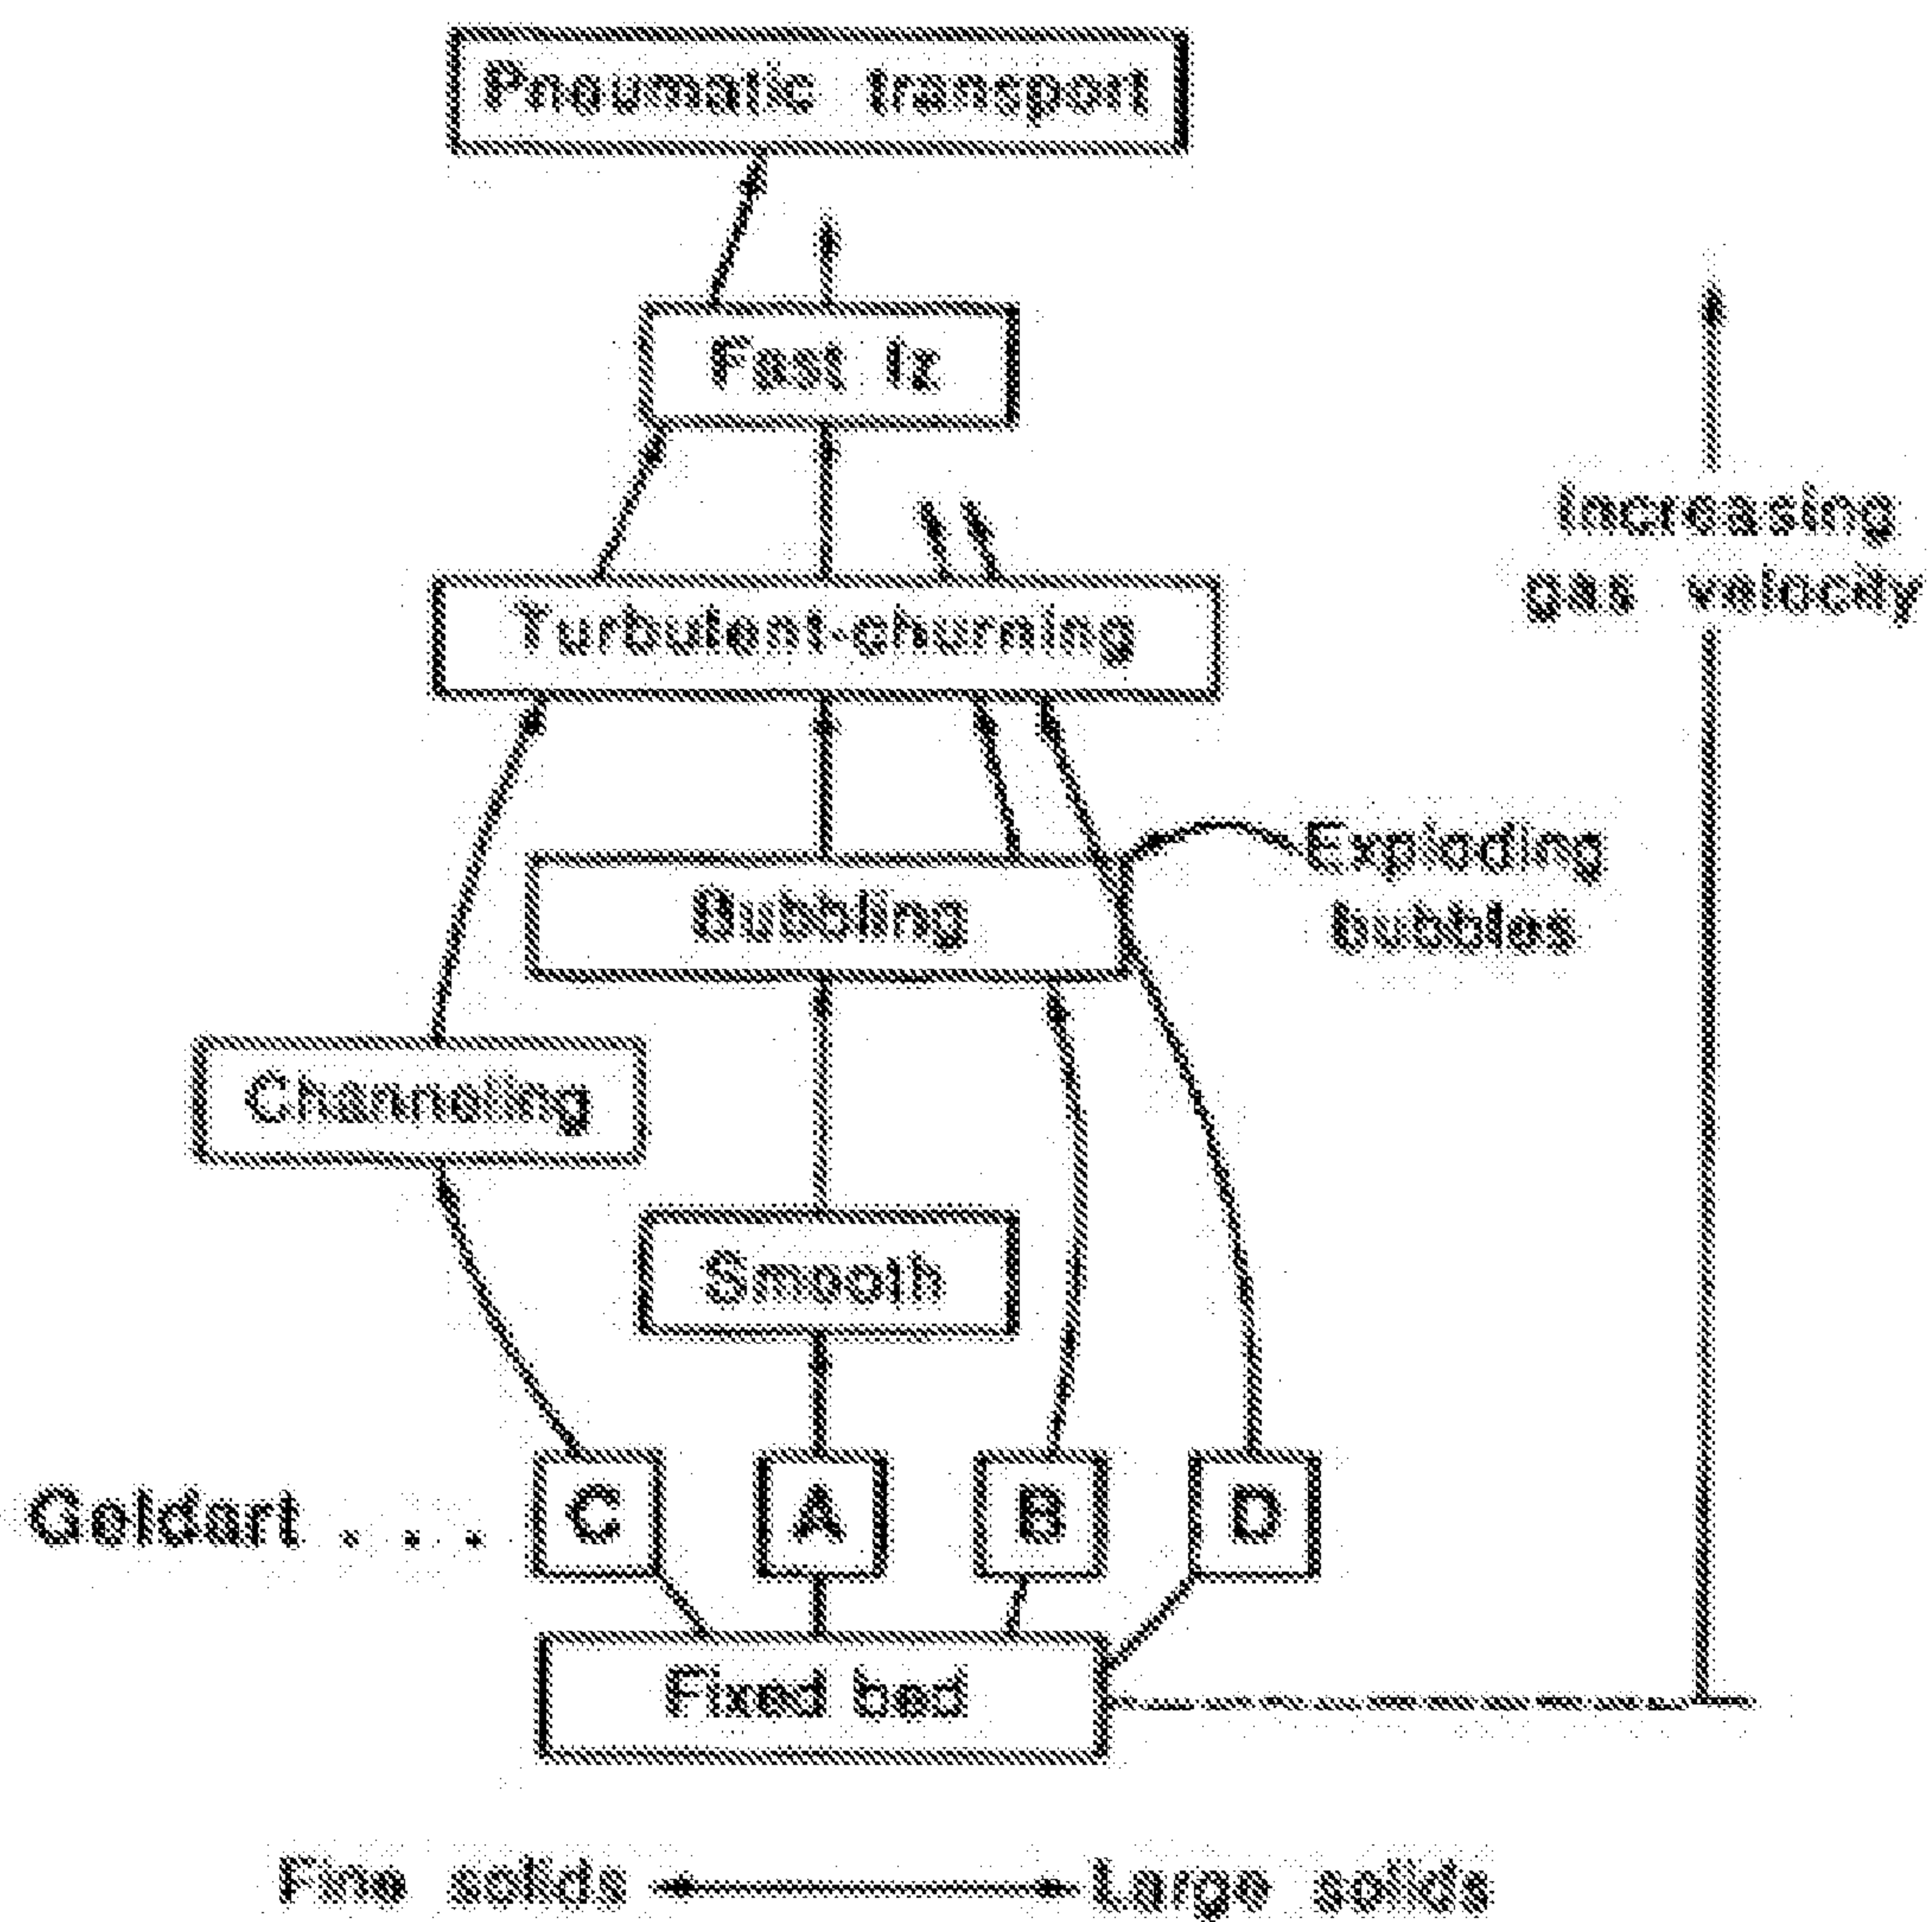 Pneumatic transport
Fast fz
Increasing
gas velocity
Turbulent-churning
Exploding
bubbles
Bubbling
Channeling
Smooth
Geldart . . . C A B D
Fixed bed
Fine solids Large solids